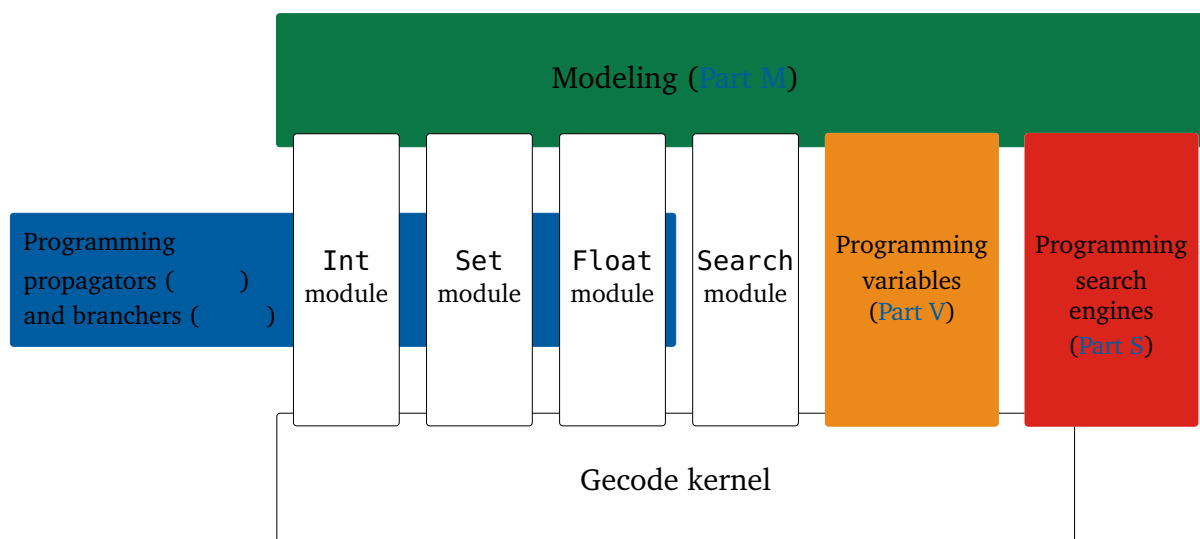 Modeling (Part M)
Programming
propagators ( )
and branchers ( )
Int
module
Set
module
Float
module
Search
module
Programming
variables
(Part V)
Programming
search
engines
(Part S)
Gecode kernel